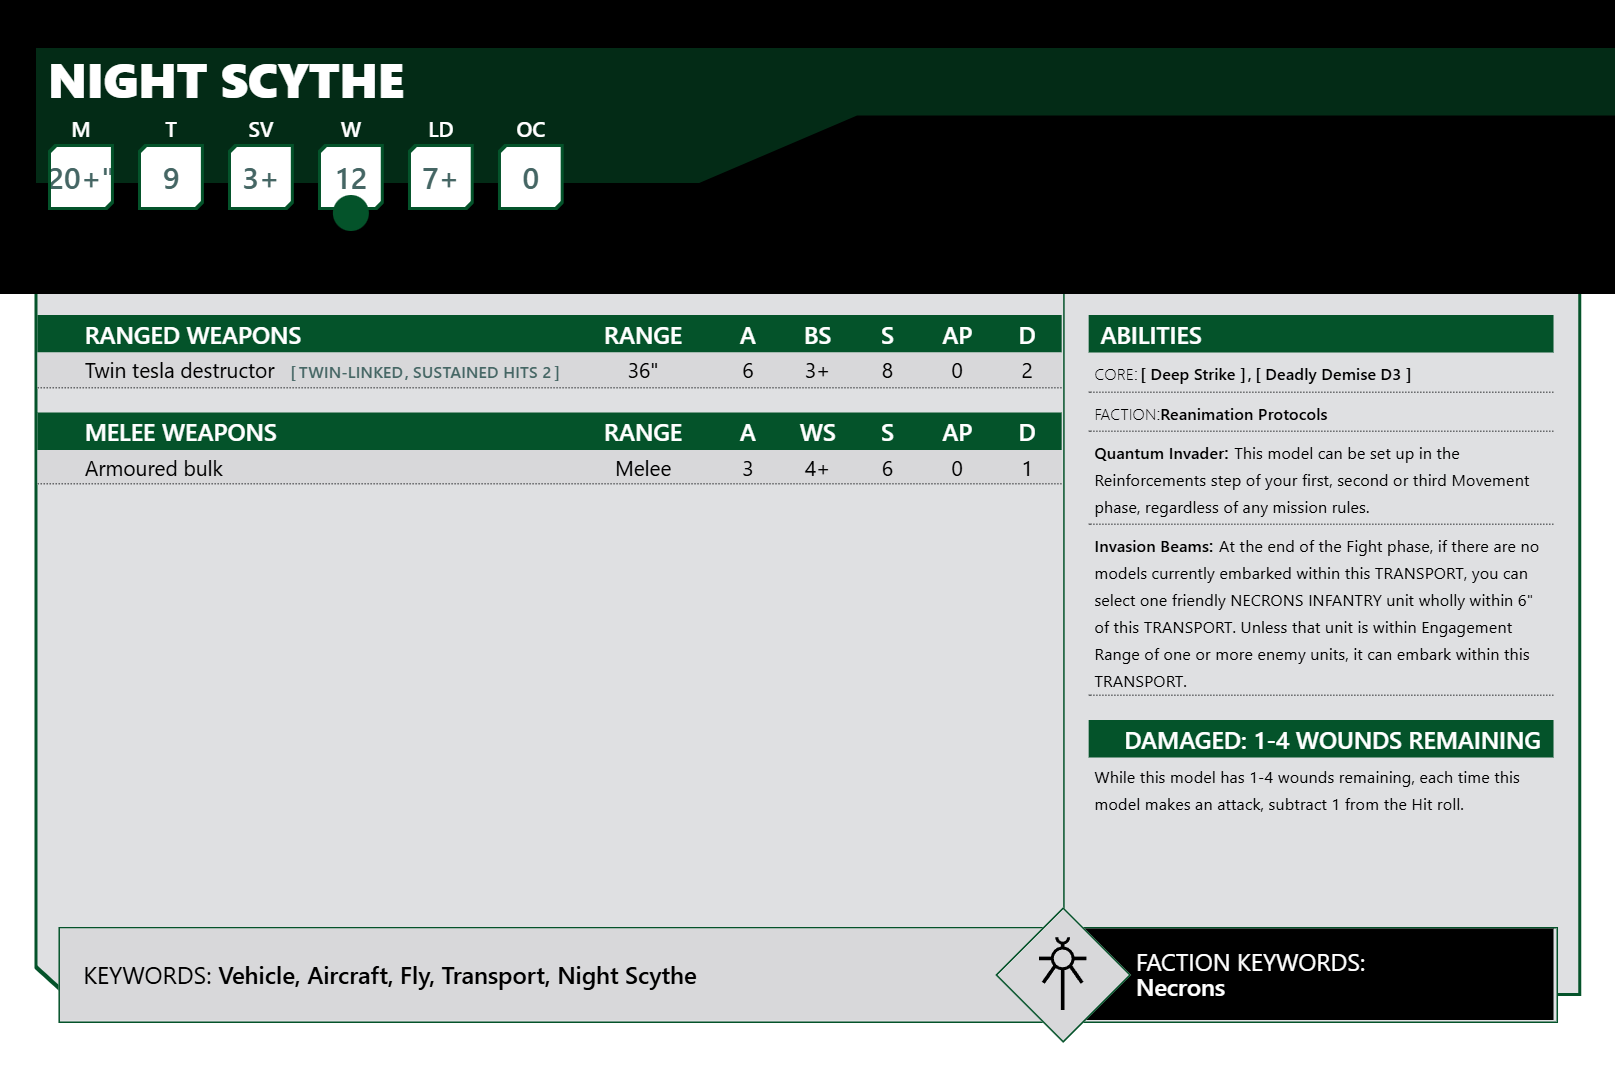 NIGHT SCYTHE
M T SV W LD OC
20+" 9 3+ 12 7+ 0
RANGED WEAPONS RANGE A BS S AP D
Twin tesla destructor [ TWIN-LINKED, SUSTAINED HITS 2 ] 36" 6 3+ 8 0 2
MELEE WEAPONS RANGE A WS S AP D
Armoured bulk Melee 3 4+ 6 0 1
ABILITIES
CORE: [ Deep Strike ], [ Deadly Demise D3 ]
FACTION:Reanimation Protocols
Quantum Invader: This model can be set up in the
Reinforcements step of your first, second or third Movement
phase, regardless of any mission rules.
Invasion Beams: At the end of the Fight phase, if there are no
models currently embarked within this TRANSPORT, you can
select one friendly NECRONS INFANTRY unit wholly within 6"
of this TRANSPORT. Unless that unit is within Engagement
Range of one or more enemy units, it can embark within this
TRANSPORT.
DAMAGED: 1-4 WOUNDS REMAINING
While this model has 1-4 wounds remaining, each time this
model makes an attack, subtract 1 from the Hit roll.
KEYWORDS: Vehicle, Aircraft, Fly, Transport, Night Scythe
FACTION KEYWORDS:
Necrons